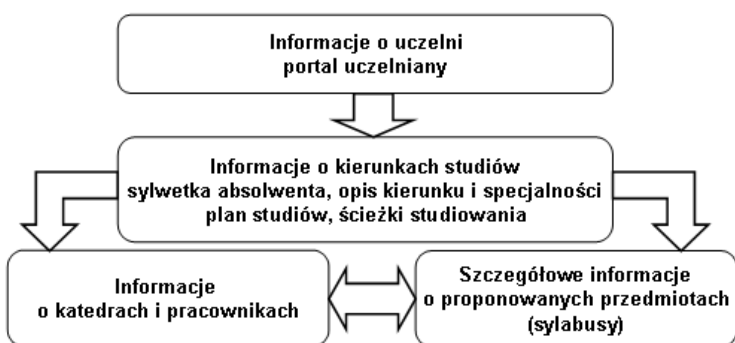 Informacje o uczelni
portal uczelniany
Informacje o kierunkach studiów
sylwetka absolwenta, opis kierunku i specjalności
plan studiów, ścieżki studiowania
Informacje
o katedrach i pracownikach
Szczegółowe informacje
o proponowanych przedmiotach
(sylabusy)